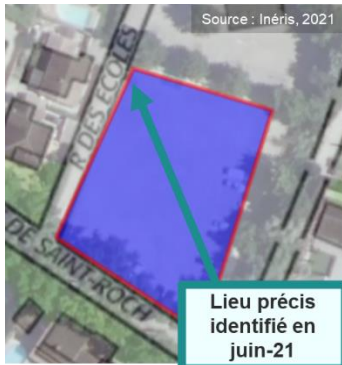 Source : Inéris, 2021
R DES ECOLES
DE SAINT-ROCH
Lieu précis
identifié en
juin-21